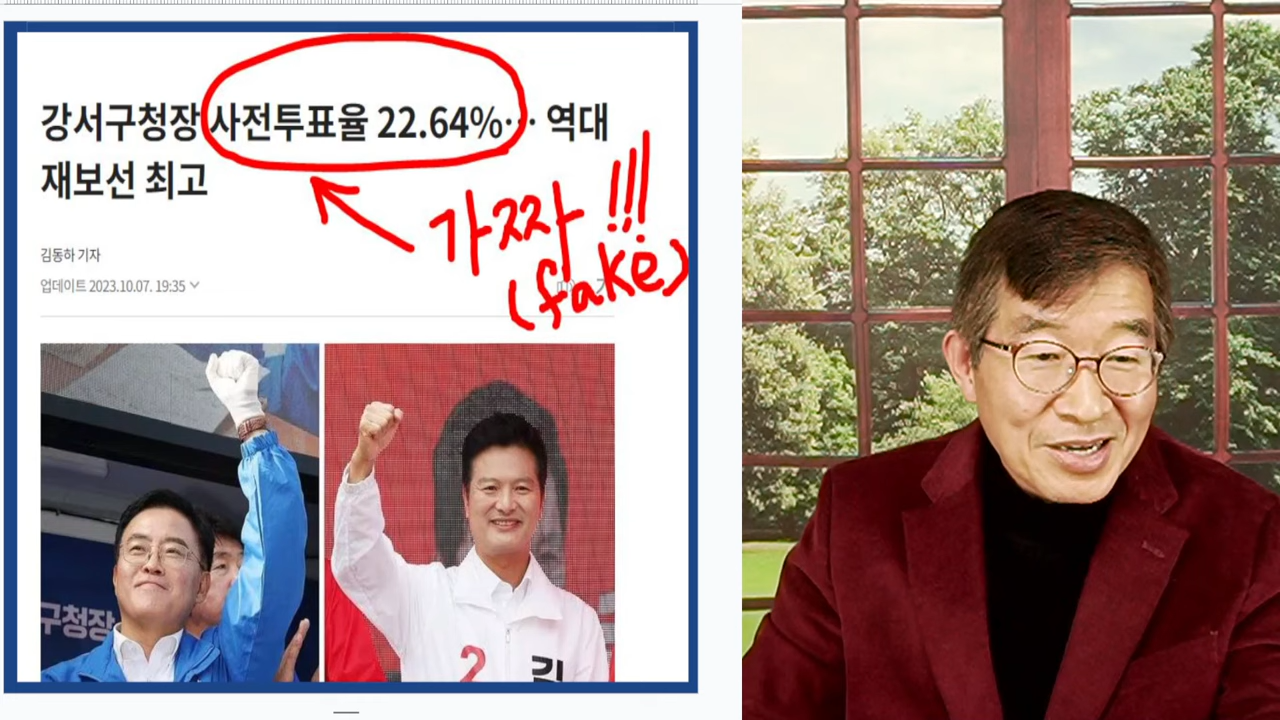 강서구청장 사전투표율 22.64%… 역대
재보선 최고
가짜!!!
(fake)
김동하 기자
업데이트 2023.10.07. 19:35
구청장
2
김